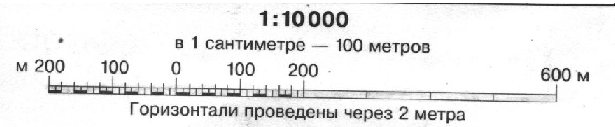 1:10 000
в 1 сантиметре — 100 метров
м 200 100 0 100 200 600 м
Горизонтали проведены через 2 метра